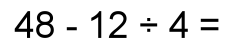 48 - 12 ÷ 4 =